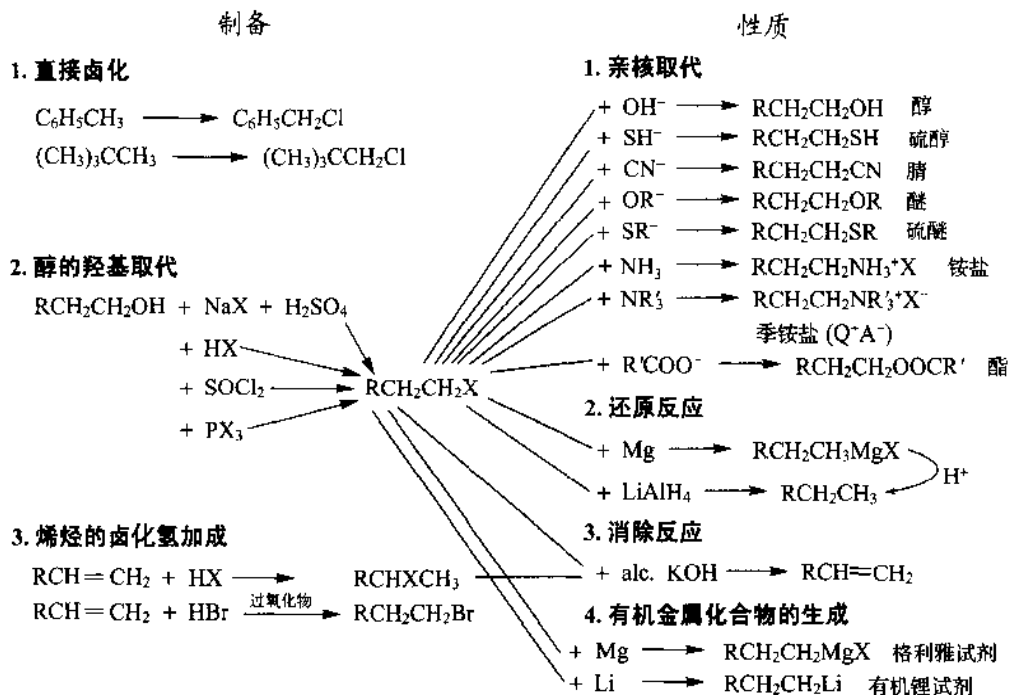 制备
1. 直接卤化
C₆H₅CH₃ ⟶ C₆H₅CH₂Cl
(CH₃)₃CCH₃ ⟶ (CH₃)₃CCH₂Cl
2. 醇的羟基取代
RCH₂CH₂OH + NaX + H₂SO₄
+ HX
+ SOCl₂
+ PX₃
RCH₂CH₂X
3. 烯烃的卤化氢加成
RCH=CH₂ + HX ⟶ RCHXCH₃
RCH=CH₂ + HBr 过氧化物⟶ RCH₂CH₂Br
性质
1. 亲核取代
+ OH⁻ ⟶ RCH₂CH₂OH 醇
+ SH⁻ ⟶ RCH₂CH₂SH 硫醇
+ CN⁻ ⟶ RCH₂CH₂CN 腈
+ OR⁻ ⟶ RCH₂CH₂OR 醚
+ SR⁻ ⟶ RCH₂CH₂SR 硫醚
+ NH₃ ⟶ RCH₂CH₂NH₃⁺X 铵盐
+ NR′₃ ⟶ RCH₂CH₂NR′₃⁺X⁻
季铵盐 (Q⁺A⁻)
+ R′COO⁻ ⟶ RCH₂CH₂OOCR′ 酯
2. 还原反应
+ Mg ⟶ RCH₂CH₃MgX
H⁺
+ LiAlH₄ ⟶ RCH₂CH₃
3. 消除反应
+ alc. KOH ⟶ RCH=CH₂
4. 有机金属化合物的生成
+ Mg ⟶ RCH₂CH₂MgX 格利雅试剂
+ Li ⟶ RCH₂CH₂Li 有机锂试剂